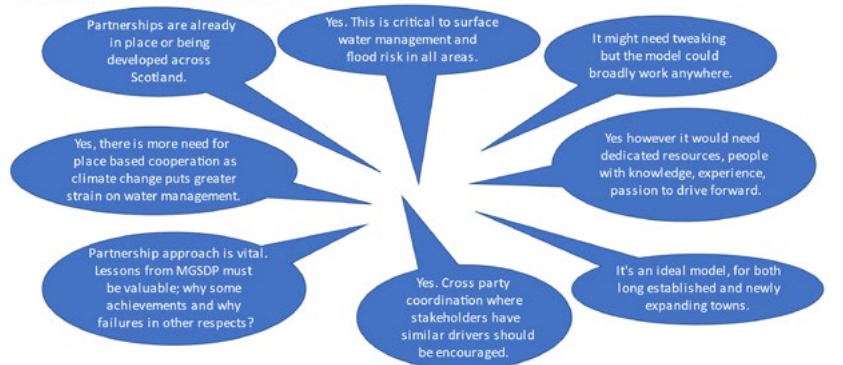 Partnerships are already
in place or being
developed across
Scotland.
Yes. This is critical to surface
water management and
flood risk in all areas.
It might need tweaking
but the model could
broadly work anywhere.
Yes, there is more need for
place based cooperation as
climate change puts greater
strain on water management.
Yes however it would need
dedicated resources, people
with knowledge, experience,
passion to drive forward.
Partnership approach is vital.
Lessons from MGSDP must
be valuable; why some
achievements and why
failures in other respects?
Yes. Cross party
coordination where
stakeholders have
similar drivers should
be encouraged.
It's an ideal model, for both
long established and newly
expanding towns.